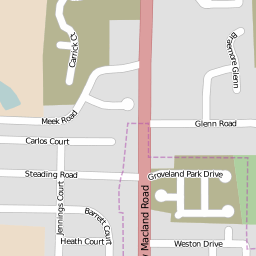 Carrick Ct
Braemore Glenn
Meek Road
Glenn Road
Carlos Court
Steading Road
Groveland Park Drive
Macland Road
Jennings Court
Barrett Court
Heath Court
Weston Drive